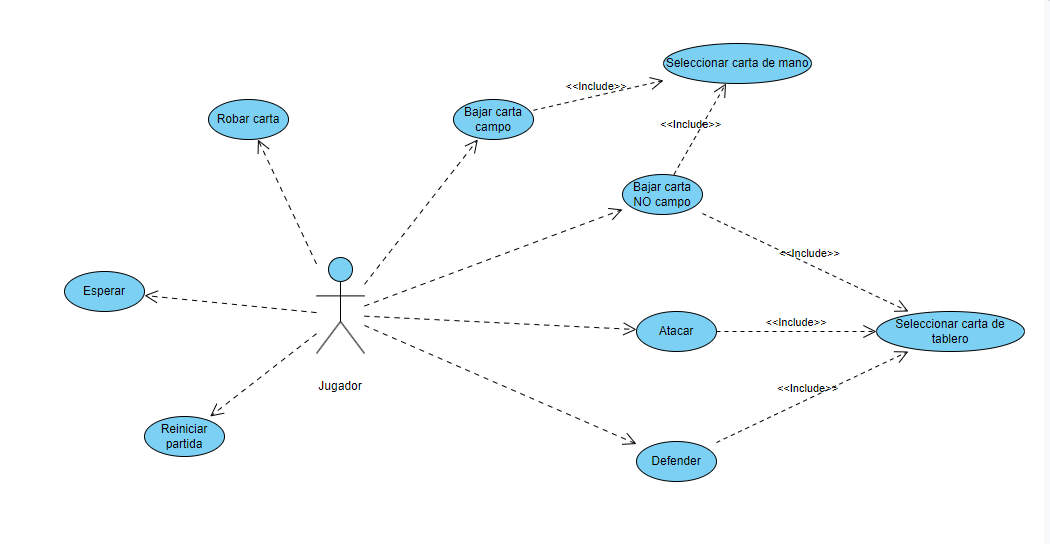 Seleccionar carta de mano
<<Include>>
Bajar carta
campo
Robar carta
<<Include>>
Bajar carta
NO campo
<<Include>>
Esperar
<<Include>>
Seleccionar carta de
tablero
Atacar
Jugador
<<Include>>
Reiniciar
partida
Defender